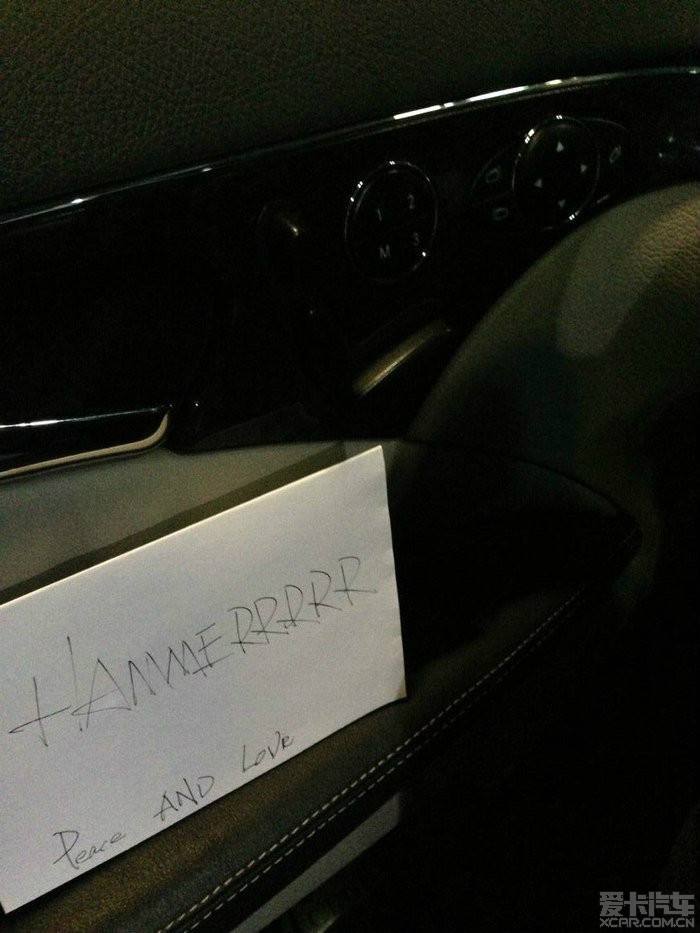 1 2
M 3
HAMMERRRRR
Peace AND Love
爱卡汽车
XCAR.COM.CN